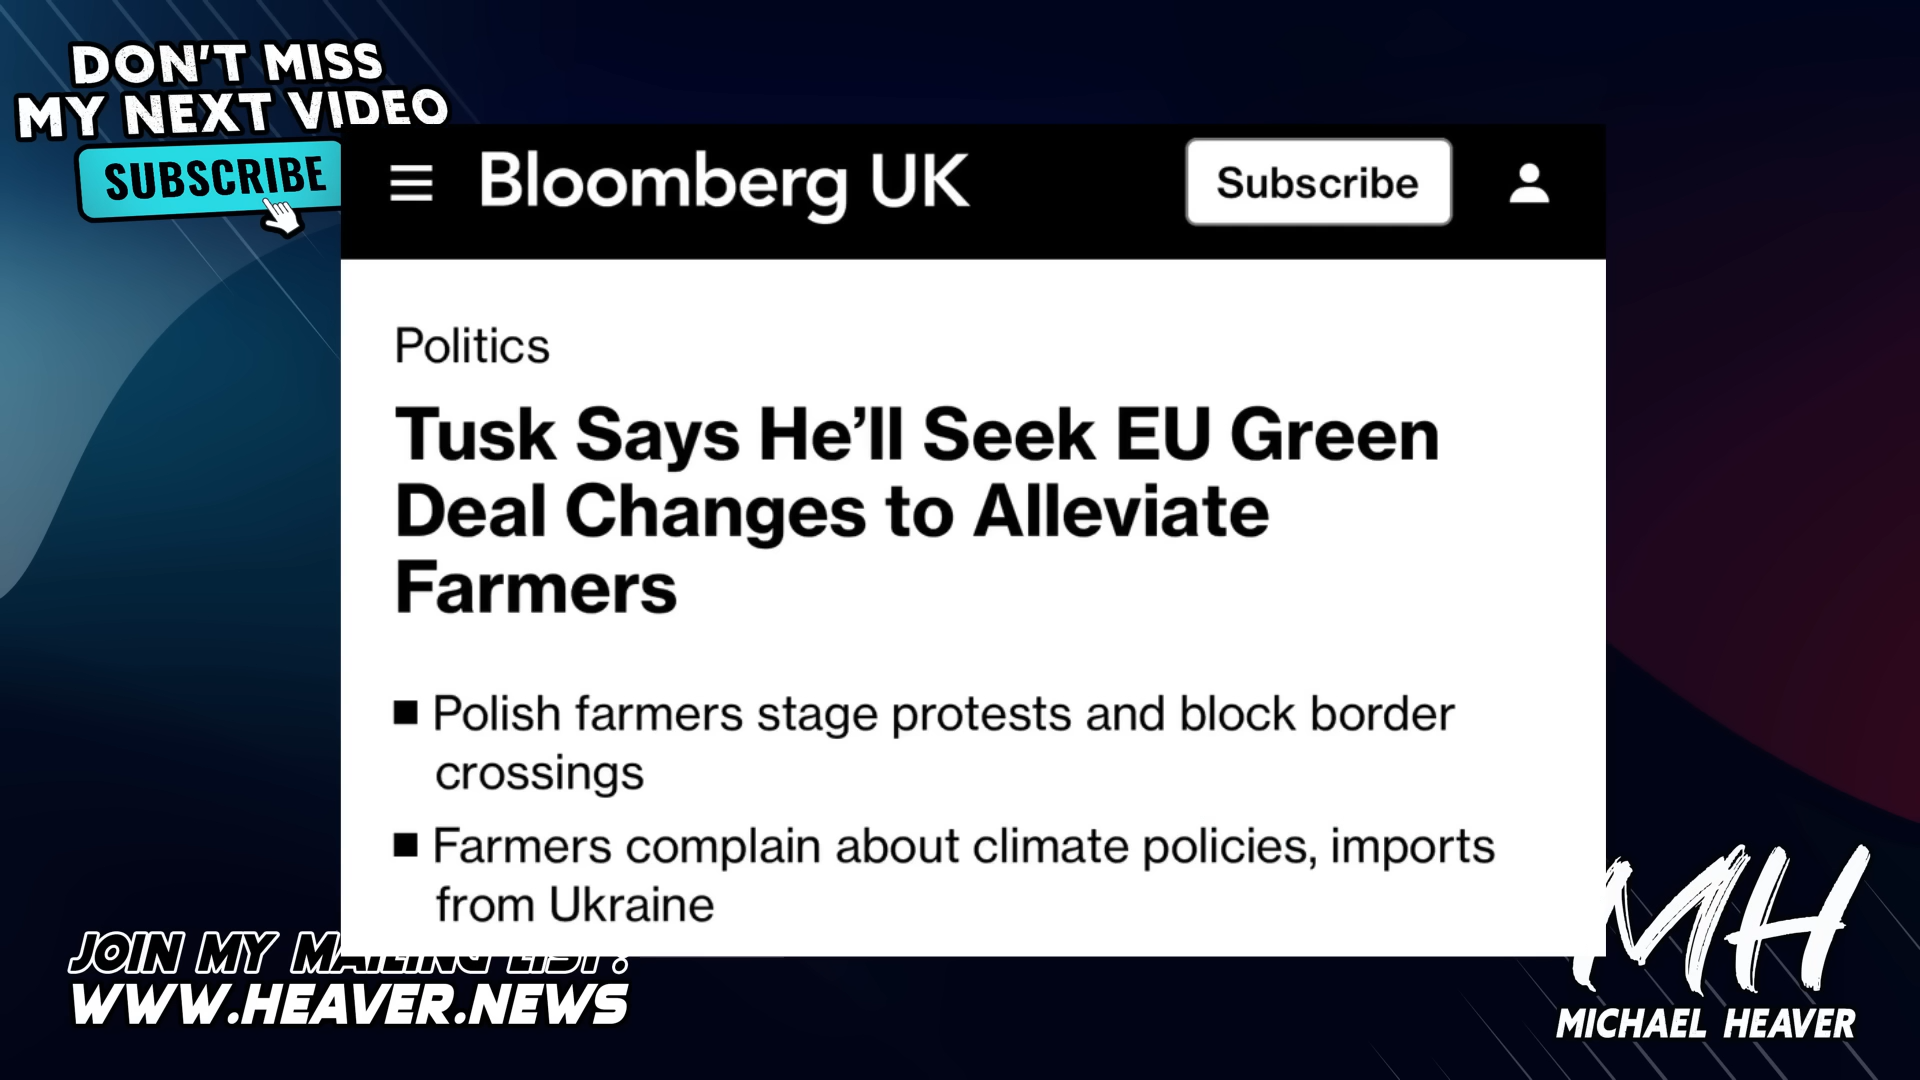 DON'T MISS
MY NEXT VIDEO
SUBSCRIBE
Bloomberg UK
Subscribe
Politics
Tusk Says He’ll Seek EU Green
Deal Changes to Alleviate
Farmers
■ Polish farmers stage protests and block border
crossings
■ Farmers complain about climate policies, imports
from Ukraine
JOIN MY MAILING LIST:
WWW.HEAVER.NEWS
MH
MICHAEL HEAVER